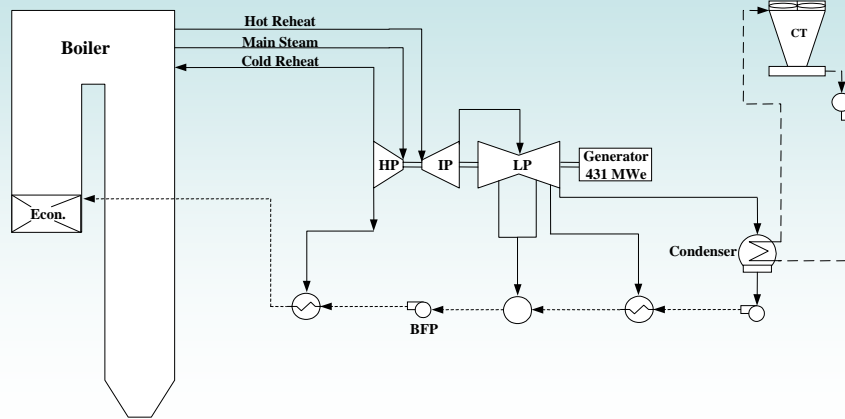 Hot Reheat
Boiler
Main Steam
Cold Reheat
CT
HP
IP
LP
Generator
431 MWe
Econ.
Condenser
BFP